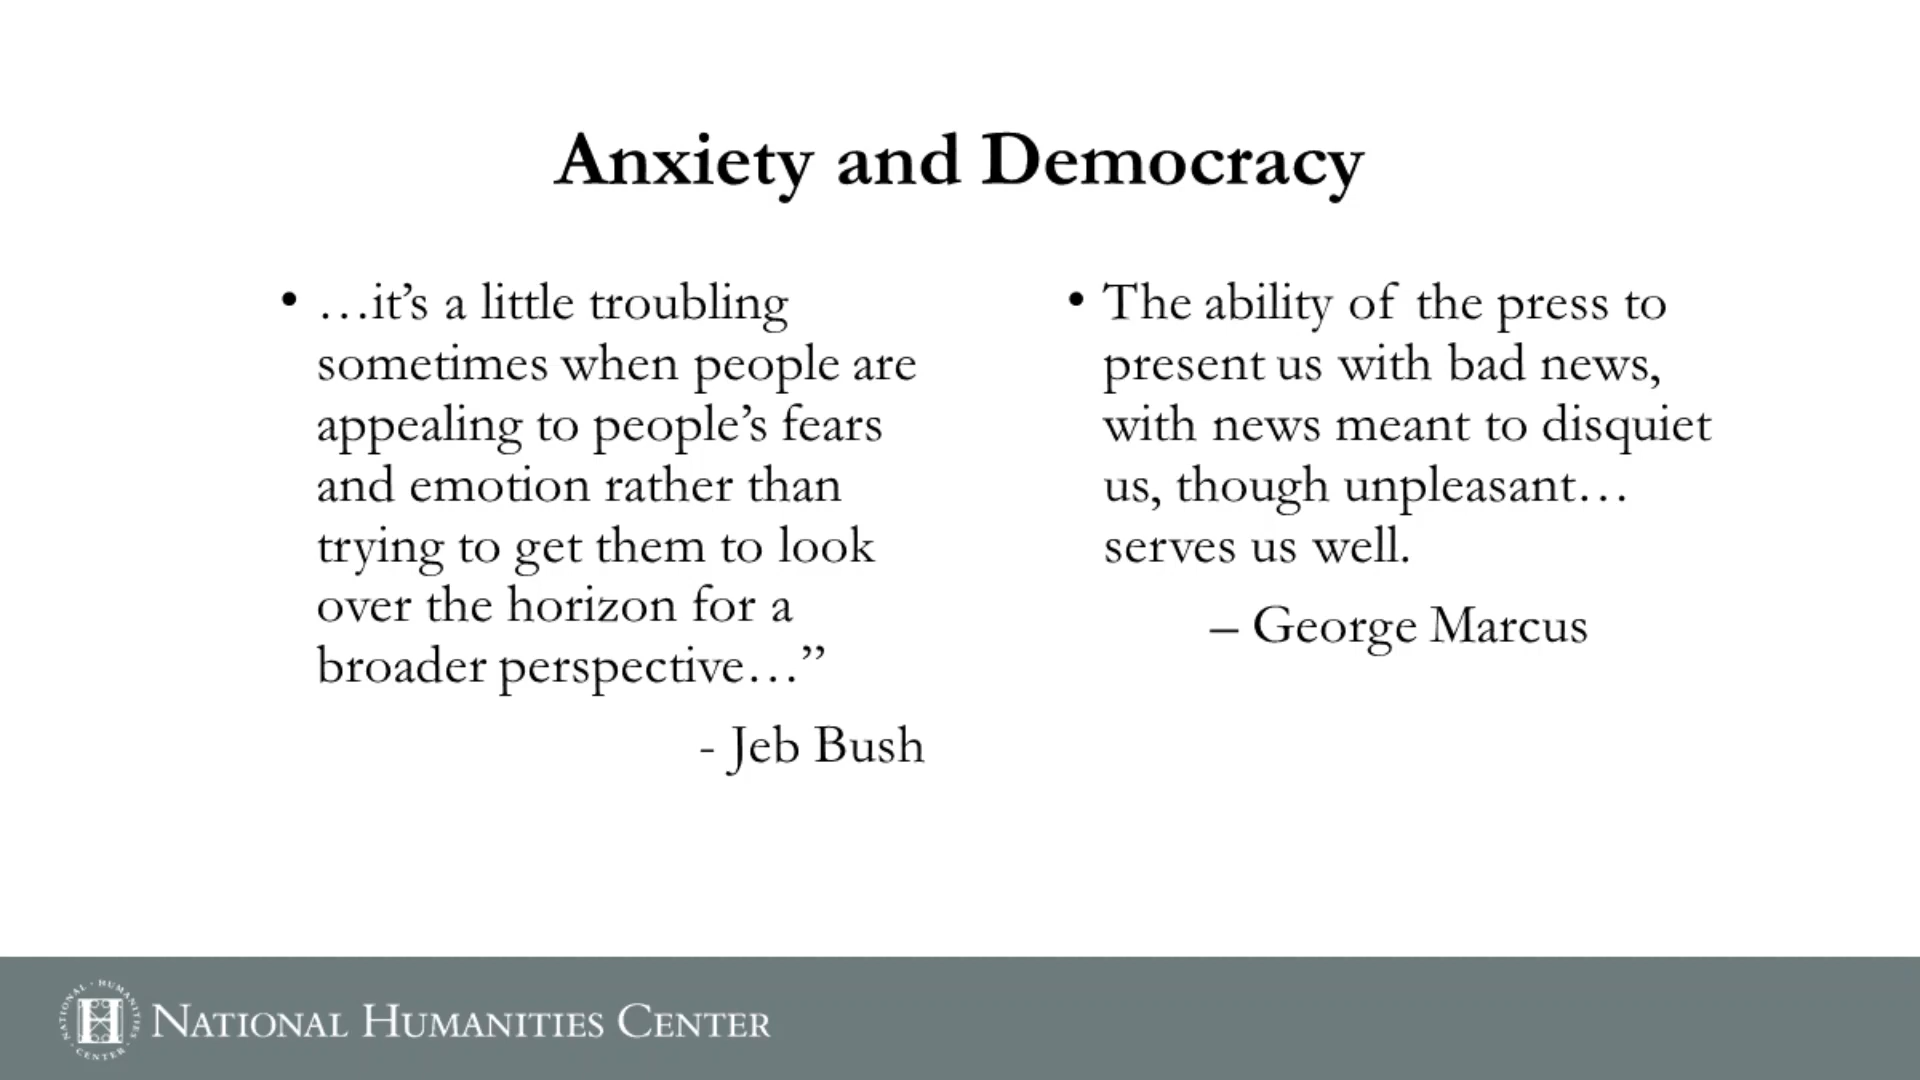 Anxiety and Democracy
• …it’s a little troubling
sometimes when people are
appealing to people’s fears
and emotion rather than
trying to get them to look
over the horizon for a
broader perspective…”
- Jeb Bush
• The ability of the press to
present us with bad news,
with news meant to disquiet
us, though unpleasant…
serves us well.
– George Marcus
NATIONAL · HUMANITIES · CENTER ·
H
NATIONAL HUMANITIES CENTER